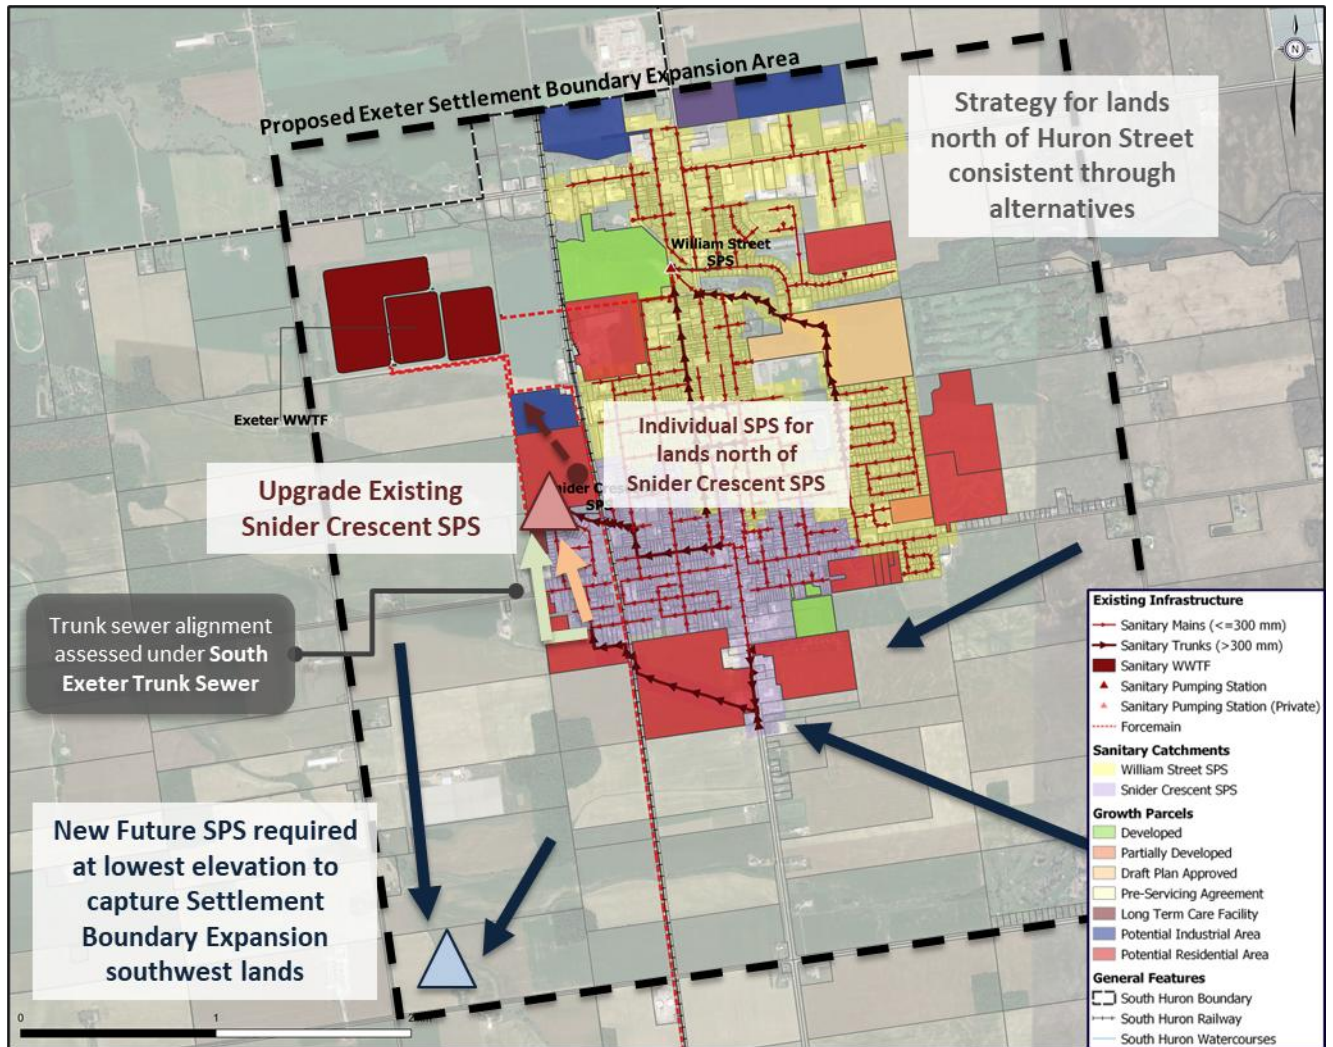 Proposed Exeter Settlement Boundary Expansion Area
N
Strategy for lands
north of Huron Street
consistent through
alternatives
William Street
SPS
Exeter WWTF
Individual SPS for
lands north of
Snider Crescent SPS
Upgrade Existing
Snider Crescent SPS
SPS
Trunk sewer alignment
assessed under South
Exeter Trunk Sewer
New Future SPS required
at lowest elevation to
capture Settlement
Boundary Expansion
southwest lands
0 1 2
Existing Infrastructure
Sanitary Mains (<=300 mm)
Sanitary Trunks (>300 mm)
Sanitary WWTF
Sanitary Pumping Station
Sanitary Pumping Station (Private)
Forcemain
Sanitary Catchments
William Street SPS
Snider Crescent SPS
Growth Parcels
Developed
Partially Developed
Draft Plan Approved
Pre-Servicing Agreement
Long Term Care Facility
Potential Industrial Area
Potential Residential Area
General Features
South Huron Boundary
South Huron Railway
South Huron Watercourses